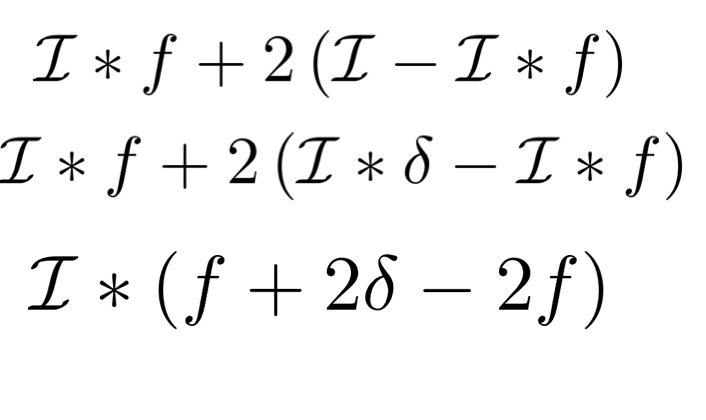 ℐ ∗ f + 2(ℐ − ℐ ∗ f)
ℐ ∗ f + 2(ℐ ∗ δ − ℐ ∗ f)
ℐ ∗ (f + 2δ − 2f)